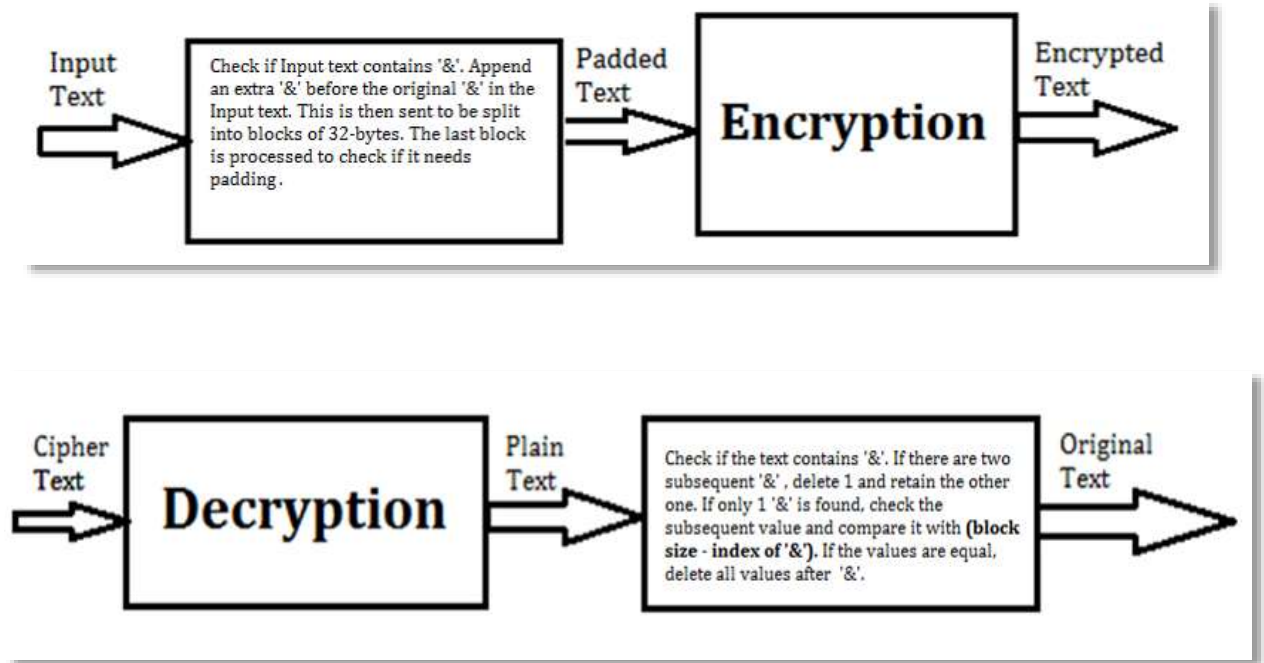 Input
Text
Check if Input text contains '&'. Append
an extra '&' before the original '&' in the
Input text. This is then sent to be split
into blocks of 32-bytes. The last block
is processed to check if it needs
padding.
Padded
Text
Encryption
Encrypted
Text
Cipher
Text
Decryption
Plain
Text
Check if the text contains '&'. If there are two
subsequent '&' , delete 1 and retain the other
one. If only 1 '&' is found, check the
subsequent value and compare it with (block
size - index of '&'). If the values are equal,
delete all values after '&'.
Original
Text